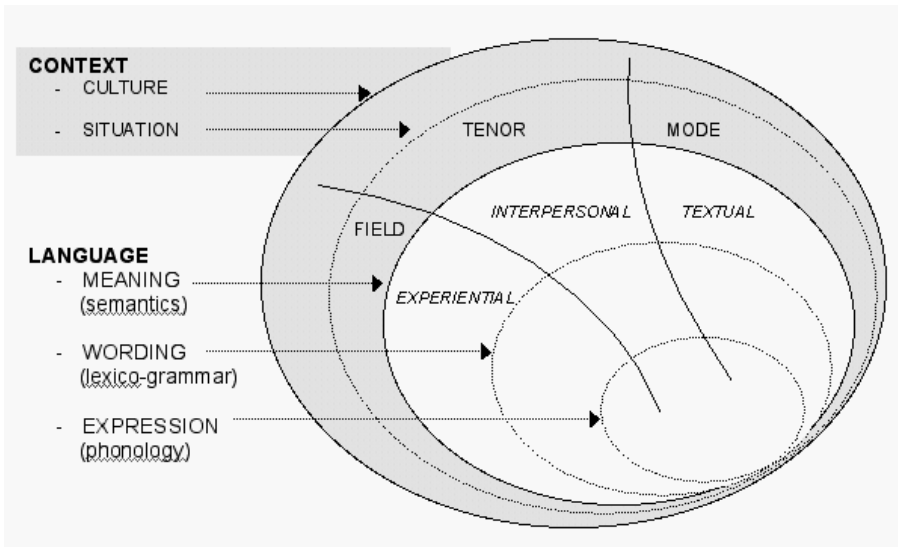 CONTEXT
- CULTURE
- SITUATION
TENOR
MODE
FIELD
INTERPERSONAL
TEXTUAL
EXPERIENTIAL
LANGUAGE
- MEANING
(semantics)
- WORDING
(lexico-grammar)
- EXPRESSION
(phonology)